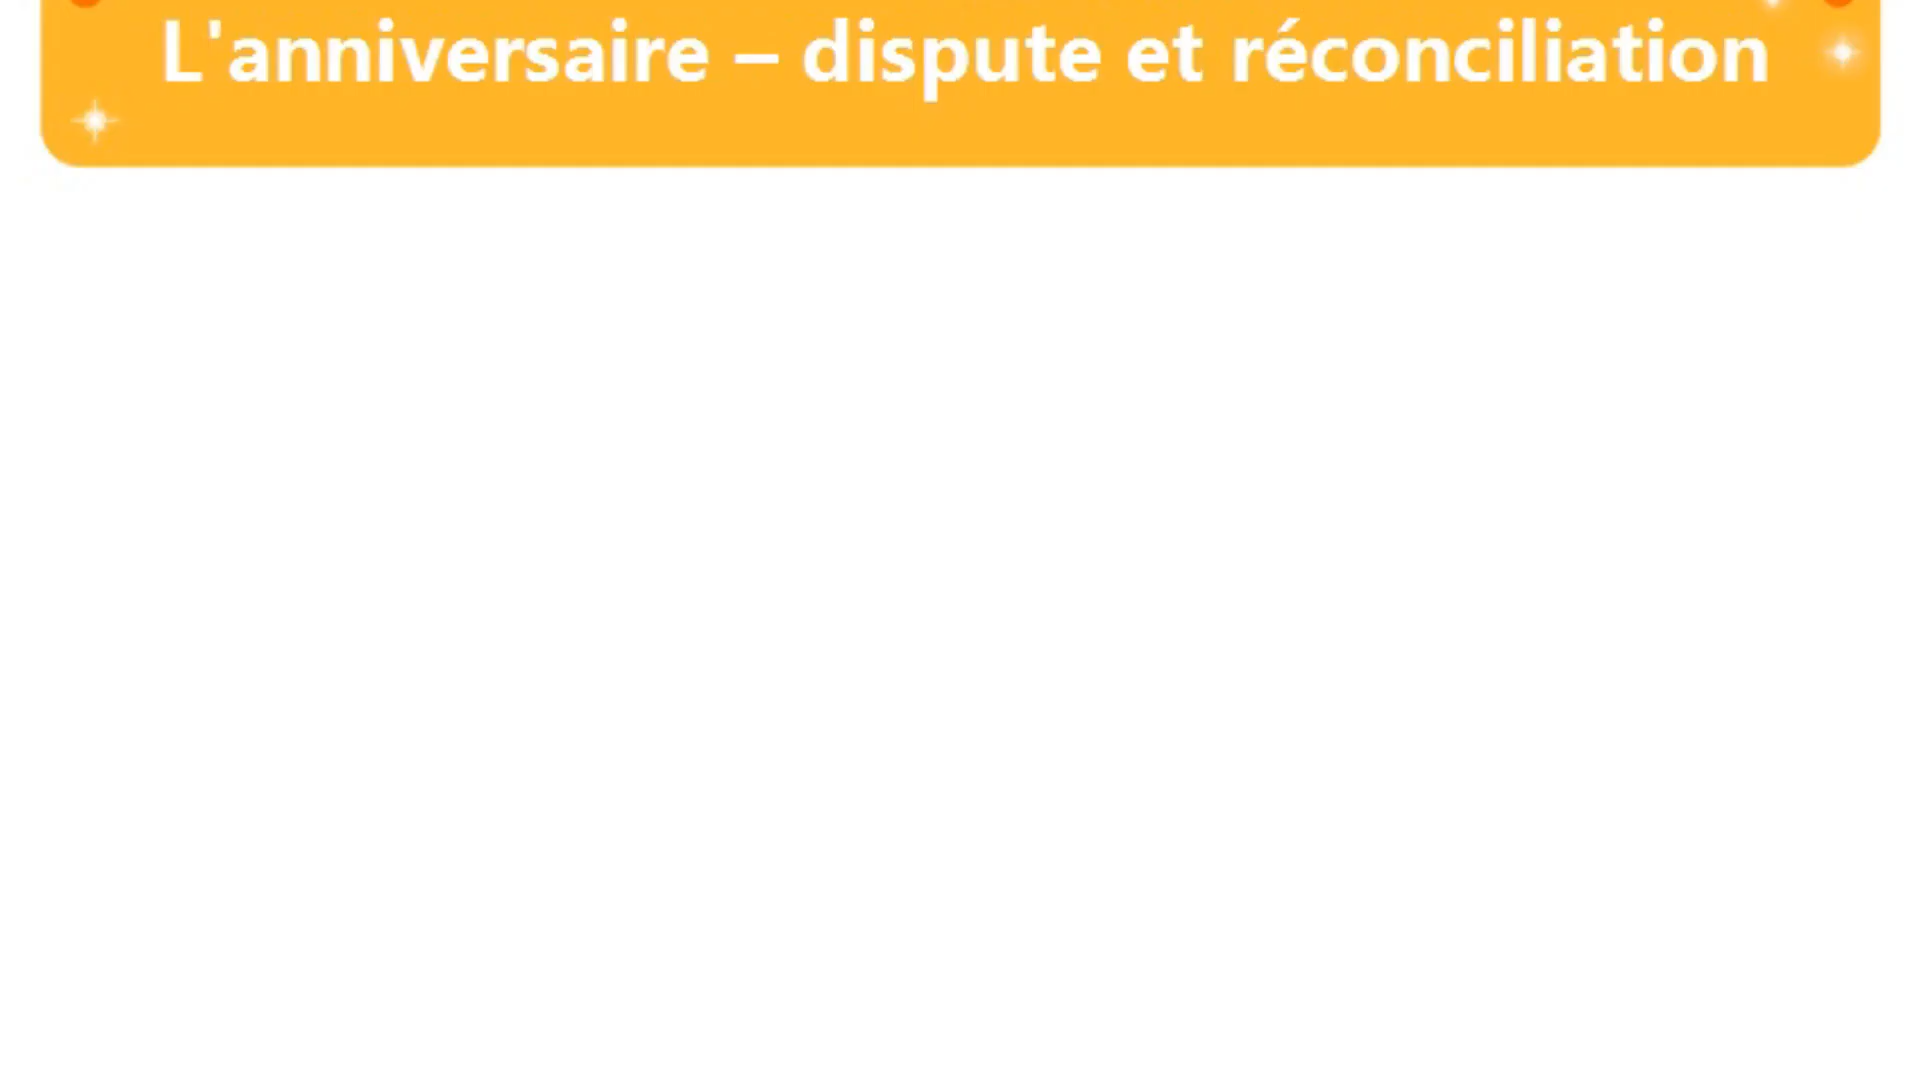 L'anniversaire – dispute et réconciliation